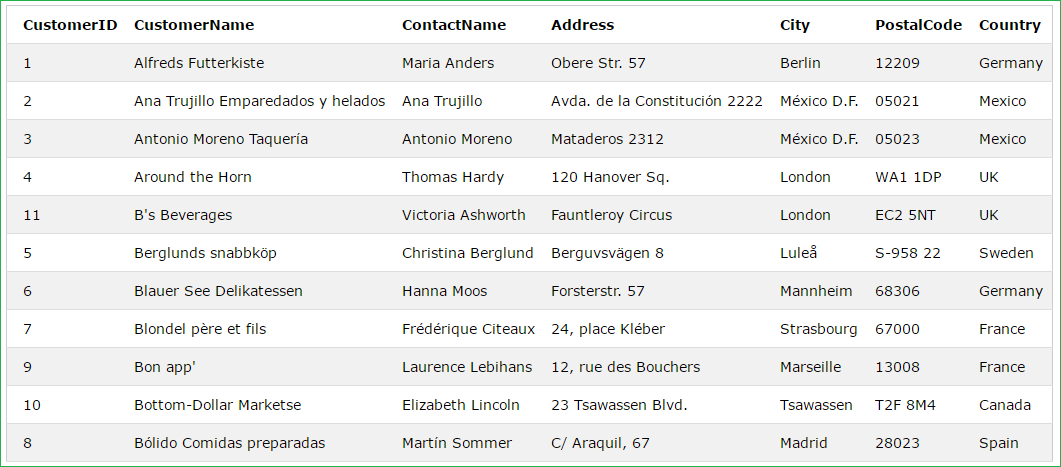 CustomerID CustomerName ContactName Address City PostalCode Country
1 Alfreds Futterkiste Maria Anders Obere Str. 57 Berlin 12209 Germany
2 Ana Trujillo Emparedados y helados Ana Trujillo Avda. de la Constitución 2222 México D.F. 05021 Mexico
3 Antonio Moreno Taquería Antonio Moreno Mataderos 2312 México D.F. 05023 Mexico
4 Around the Horn Thomas Hardy 120 Hanover Sq. London WA1 1DP UK
11 B's Beverages Victoria Ashworth Fauntleroy Circus London EC2 5NT UK
5 Berglunds snabbköp Christina Berglund Berguvsvägen 8 Luleå S-958 22 Sweden
6 Blauer See Delikatessen Hanna Moos Forsterstr. 57 Mannheim 68306 Germany
7 Blondel père et fils Frédérique Citeaux 24, place Kléber Strasbourg 67000 France
9 Bon app' Laurence Lebihans 12, rue des Bouchers Marseille 13008 France
10 Bottom-Dollar Marketse Elizabeth Lincoln 23 Tsawassen Blvd. Tsawassen T2F 8M4 Canada
8 Bólido Comidas preparadas Martín Sommer C/ Araquil, 67 Madrid 28023 Spain